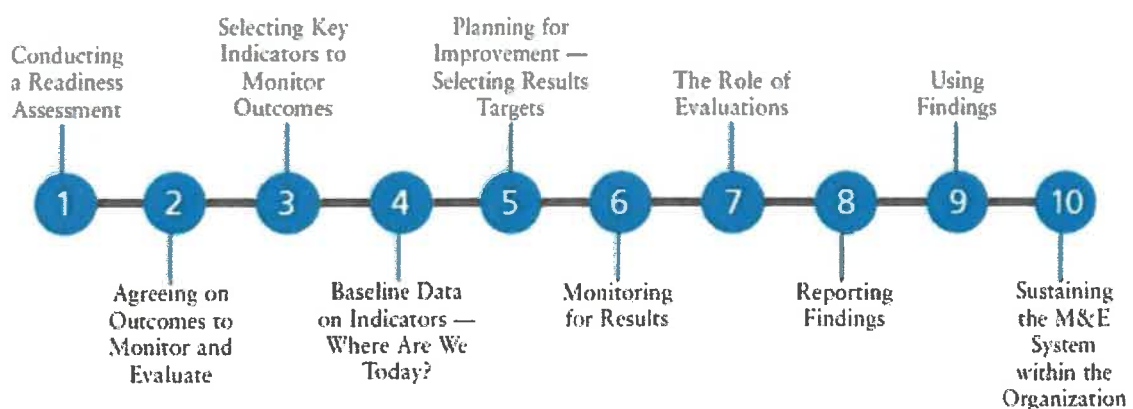 Conducting
a Readiness
Assessment
Selecting Key
Indicators to
Monitor
Outcomes
Planning for
Improvement —
Selecting Results
Targets
The Role of
Evaluations
Using
Findings
1
2
3
4
5
6
7
8
9
10
Agreeing on
Outcomes to
Monitor and
Evaluate
Baseline Data
on Indicators —
Where Are We
Today?
Monitoring
for Results
Reporting
Findings
Sustaining
the M&E
System
within the
Organization